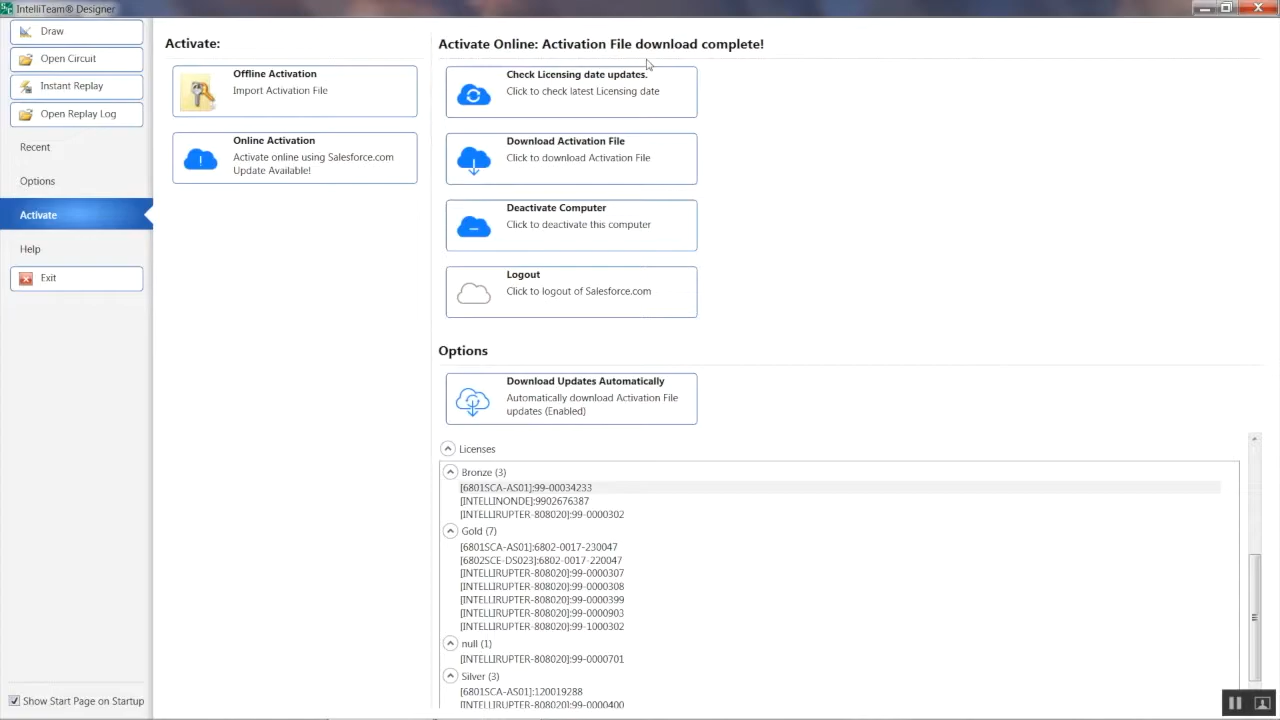 IntelliTeam® Designer
Draw
Open Circuit
Instant Replay
Open Replay Log
Recent
Options
Activate
Help
Exit
Show Start Page on Startup
Activate:
Offline Activation
Import Activation File
Online Activation
Activate online using Salesforce.com
Update Available!
Activate Online: Activation File download complete!
Check Licensing date updates.
Click to check latest Licensing date
Download Activation File
Click to download Activation File
Deactivate Computer
Click to deactivate this computer
Logout
Click to logout of Salesforce.com
Options
Download Updates Automatically
Automatically download Activation File
updates (Enabled)
Licenses
Bronze (3)
[6801SCA-AS01]:99-00034233
[INTELLINONDE]:9902676387
[INTELLIRUPTER-808020]:99-0000302
Gold (7)
[6801SCA-AS01]:6802-0017-230047
[6802SCE-DS023]:6802-0017-220047
[INTELLIRUPTER-808020]:99-0000307
[INTELLIRUPTER-808020]:99-0000308
[INTELLIRUPTER-808020]:99-0000399
[INTELLIRUPTER-808020]:99-0000903
[INTELLIRUPTER-808020]:99-1000302
null (1)
[INTELLIRUPTER-808020]:99-0000701
Silver (3)
[6801SCA-AS01]:120019288
[INTELLIRUPTER-808020]:99-0000400